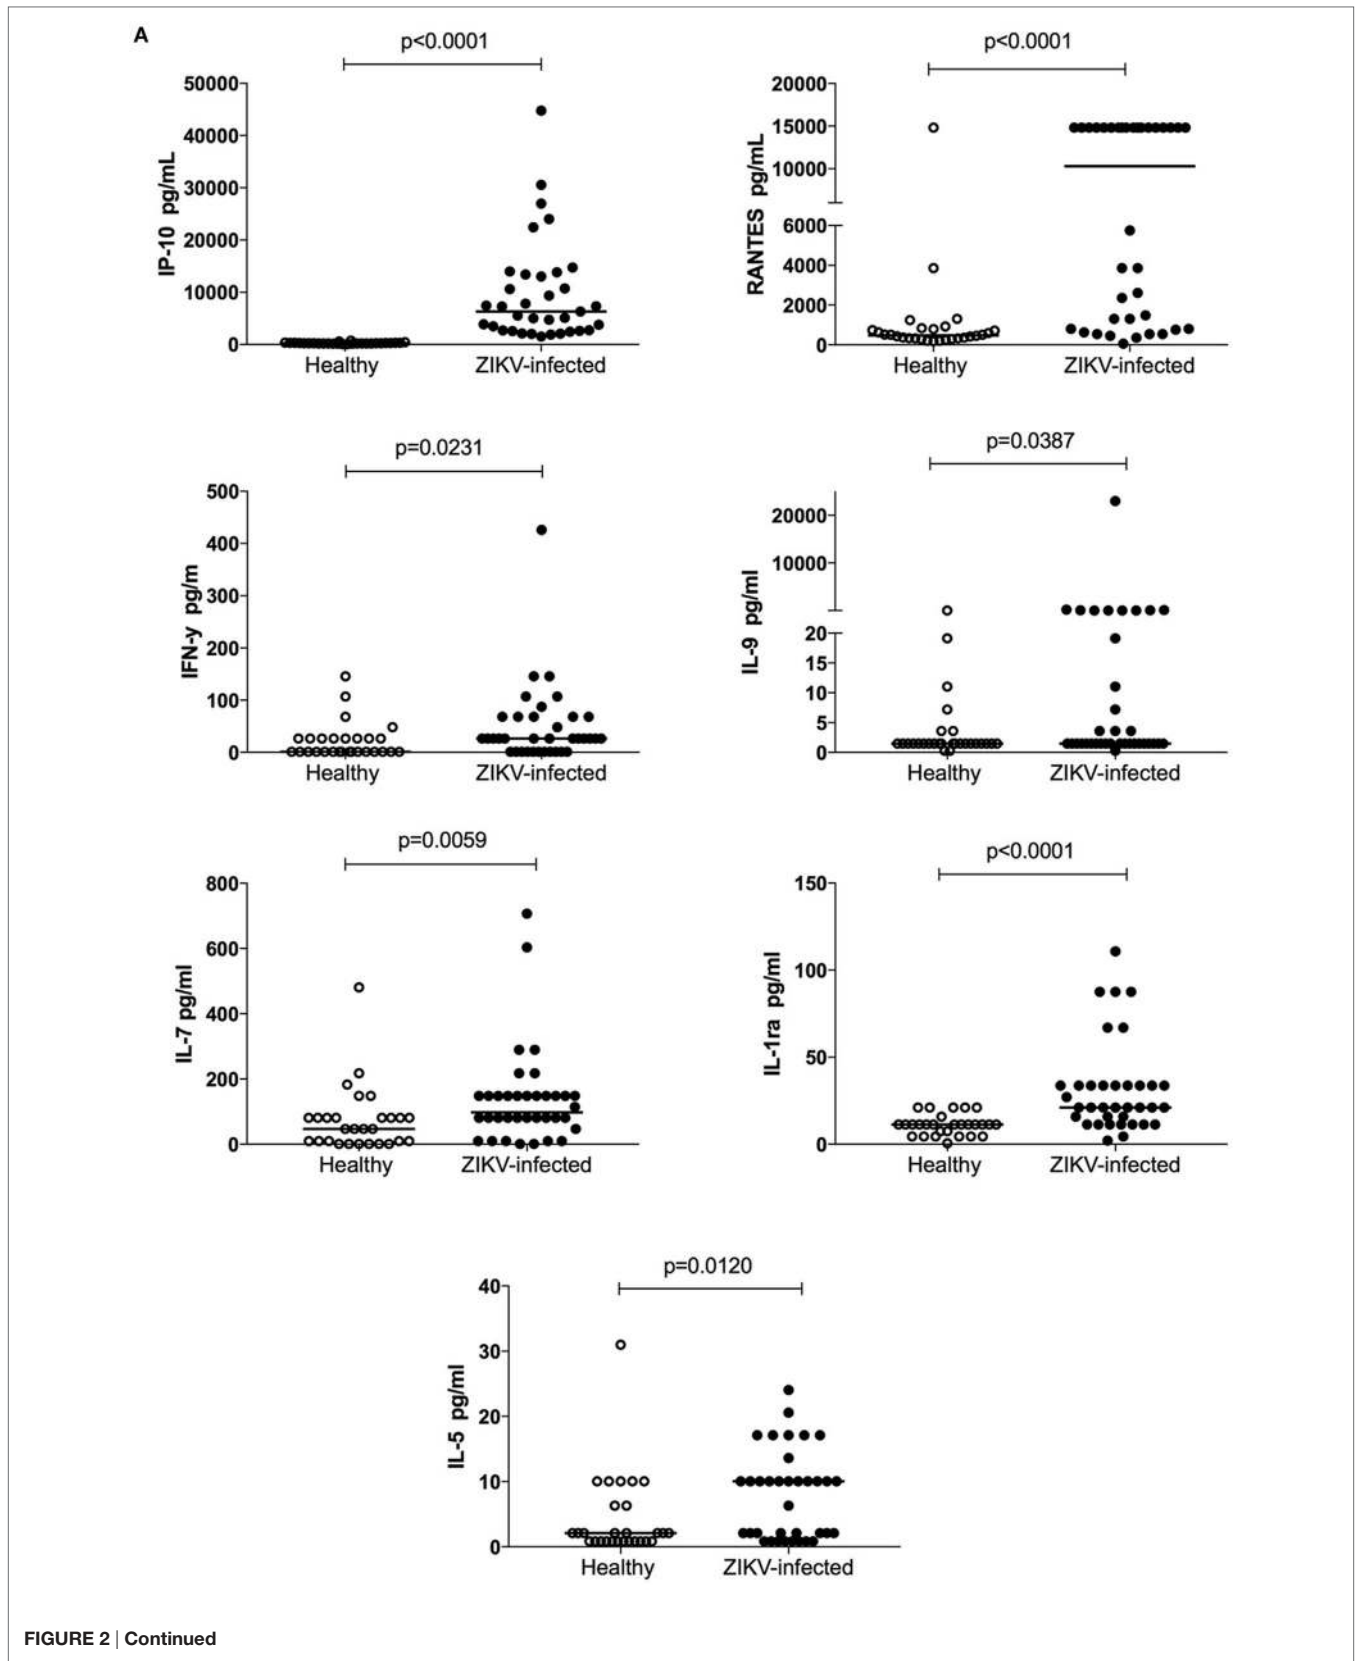 A
p<0.0001
50000
40000
30000
20000
10000
0
IP-10 pg/mL
Healthy
ZIKV-infected
p<0.0001
20000
15000
10000
6000
4000
2000
0
RANTES pg/mL
Healthy
ZIKV-infected
p=0.0231
500
400
300
200
100
0
IFN-y pg/m
Healthy
ZIKV-infected
p=0.0387
20000
10000
20
15
10
5
0
IL-9 pg/ml
Healthy
ZIKV-infected
p=0.0059
800
600
400
200
0
IL-7 pg/ml
Healthy
ZIKV-infected
p<0.0001
150
100
50
0
IL-1ra pg/ml
Healthy
ZIKV-infected
p=0.0120
40
30
20
10
0
IL-5 pg/ml
Healthy
ZIKV-infected
FIGURE 2 | Continued